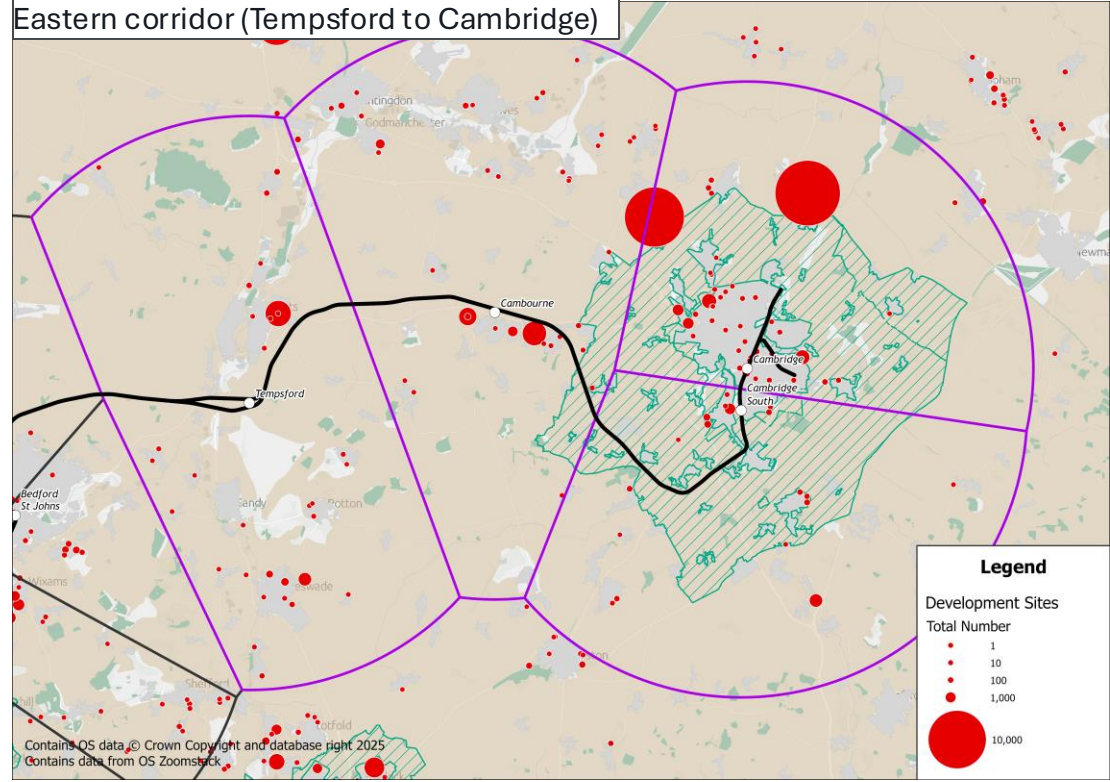 Eastern corridor (Tempsford to Cambridge)
Godmanchester
Cambourne
Tempsford
Cambridge
Cambridge
South
Bedford
St Johns
Potton
Wixams
Legend
Development Sites
Total Number
1
10
100
1,000
10,000
Contains OS data © Crown Copyright and database right 2025
Contains data from OS Zoomstack